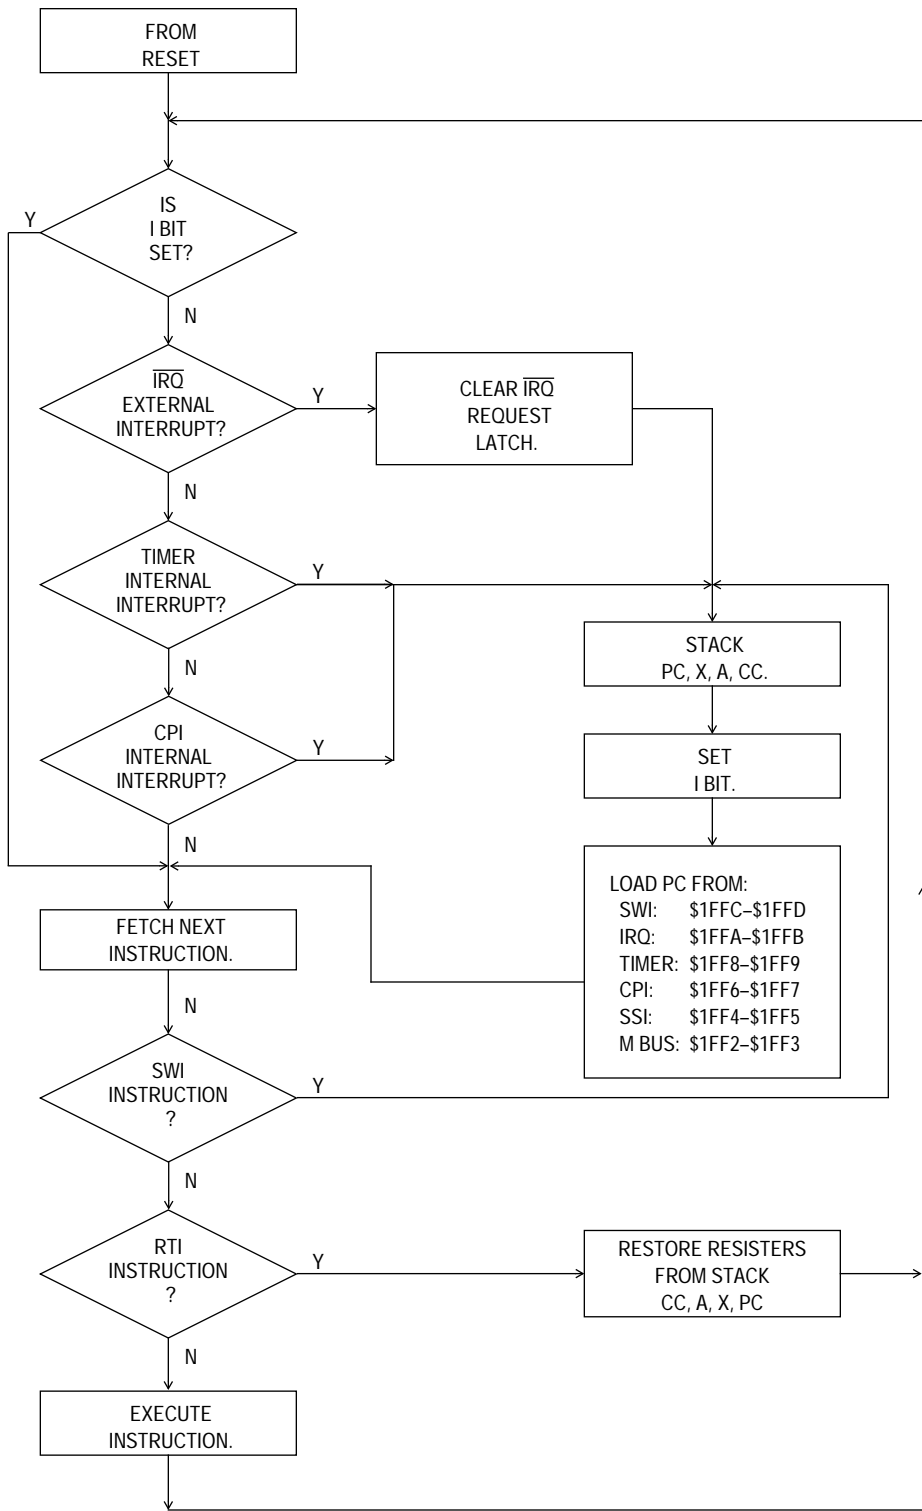 FROM
RESET
IS
I BIT
SET?
Y
N
IRQ
EXTERNAL
INTERRUPT?
Y
CLEAR IRQ
REQUEST
LATCH.
N
TIMER
INTERNAL
INTERRUPT?
Y
N
STACK
PC, X, A, CC.
CPI
INTERNAL
INTERRUPT?
Y
SET
I BIT.
N
LOAD PC FROM:
SWI: $1FFC–$1FFD
IRQ: $1FFA–$1FFB
TIMER: $1FF8–$1FF9
CPI: $1FF6–$1FF7
SSI: $1FF4–$1FF5
M BUS: $1FF2–$1FF3
FETCH NEXT
INSTRUCTION.
N
SWI
INSTRUCTION
?
Y
N
RTI
INSTRUCTION
?
Y
RESTORE RESISTERS
FROM STACK
CC, A, X, PC
N
EXECUTE
INSTRUCTION.